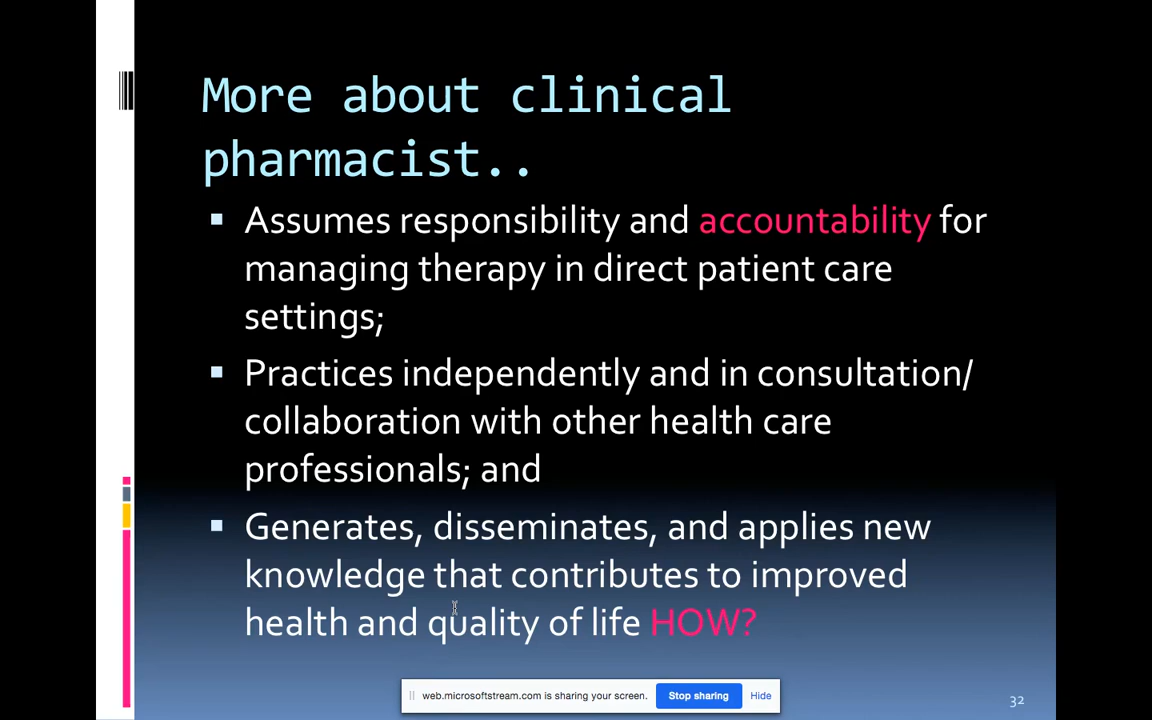 More about clinical
pharmacist..
Assumes responsibility and accountability for
managing therapy in direct patient care
settings;
Practices independently and in consultation/
collaboration with other health care
professionals; and
Generates, disseminates, and applies new
knowledge that contributes to improved
health and quality of life HOW?
web.microsoftstream.com is sharing your screen. Stop sharing Hide
32